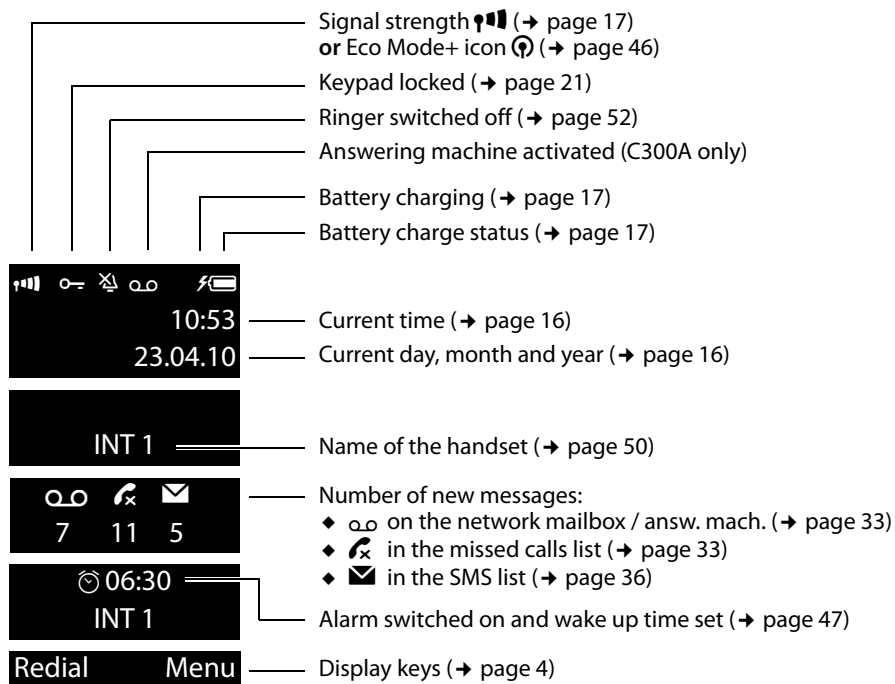 Signal strength (➔ page 17)
or Eco Mode+ icon (➔ page 46)
Keypad locked (➔ page 21)
Ringer switched off (➔ page 52)
Answering machine activated (C300A only)
Battery charging (➔ page 17)
Battery charge status (➔ page 17)
10:53
Current time (➔ page 16)
23.04.10
Current day, month and year (➔ page 16)
INT 1
Name of the handset (➔ page 50)
Number of new messages:
7 11 5
◆ on the network mailbox / answ. mach. (➔ page 33)
◆ in the missed calls list (➔ page 33)
◆ in the SMS list (➔ page 36)
06:30
INT 1
Alarm switched on and wake up time set (➔ page 47)
Redial Menu
Display keys (➔ page 4)